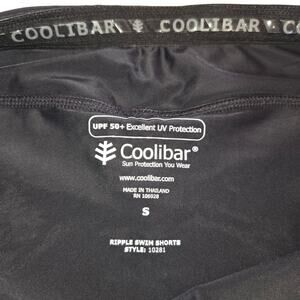 COOLIBAR COOLIBAR
UPF 50+ Excellent UV Protection
Coolibar®
Sun Protection You Wear
www.coolibar.com
MADE IN THAILAND
RN 106928
S
RIPPLE SWIM SHORTS
STYLE: 10281